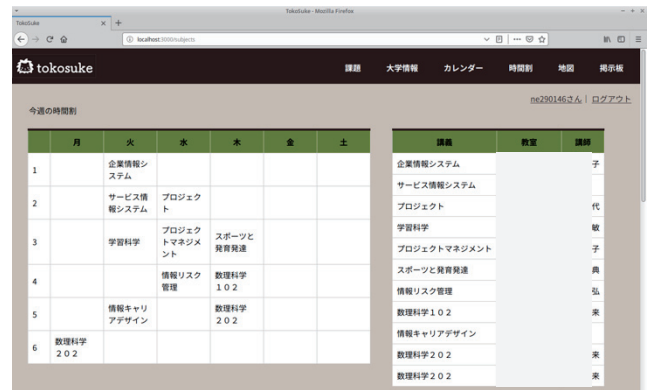 TokoSuke - Mozilla Firefox
TokoSuke
localhost:3000/subjects
tokosuke
課題 大学情報 カレンダー 時間割 地図 掲示板
ne290146さん | ログアウト
今週の時間割
月 火 水 木 金 土
1 企業情報システム
2 サービス情報システム プロジェクト
3 学習科学 プロジェクトマネジメント スポーツと発育発達
4 情報リスク管理 数理科学１０２
5 情報キャリアデザイン 数理科学２０２
6 数理科学２０２
講義 教室 講師
企業情報システム 子
サービス情報システム
プロジェクト 代
学習科学 敏
プロジェクトマネジメント 子
スポーツと発育発達 典
情報リスク管理 弘
数理科学１０２ 来
情報キャリアデザイン
数理科学２０２ 来
数理科学２０２ 来